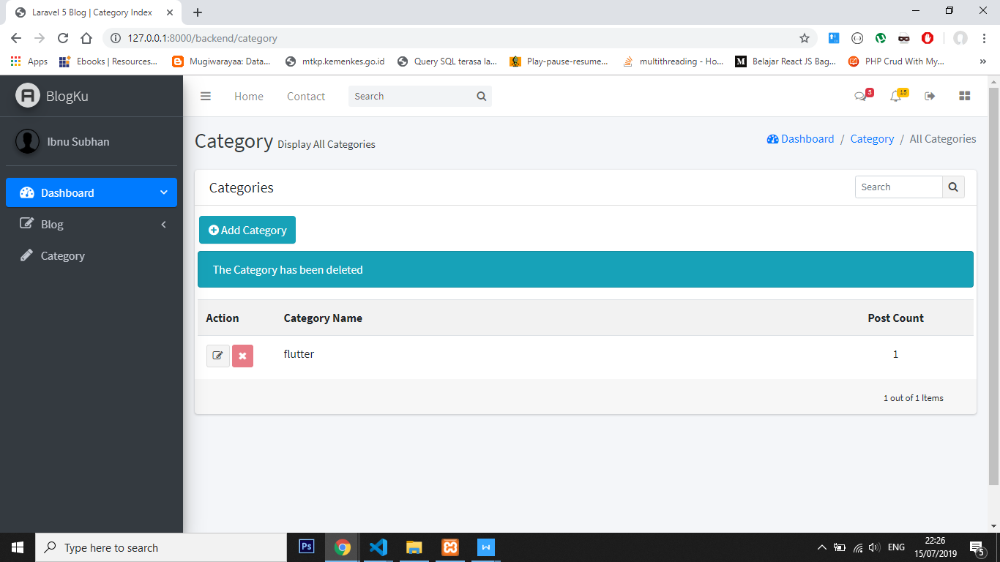 Laravel 5 Blog | Category Index
127.0.0.1:8000/backend/category
Apps
Ebooks | Resources...
Mugiwarayaa: Data...
mtkp.kemenkes.go.id
Query SQL terasa la...
Play-pause-resume...
multithreading - Ho...
M
Belajar React JS Bag...
PHP Crud With My...
»
BlogKu
Home
Contact
Search
3
15
Ibnu Subhan
Category Display All Categories
Dashboard / Category / All Categories
Dashboard
Blog
Category
Categories
Search
Add Category
The Category has been deleted
Action
Category Name
Post Count
flutter
1
1 out of 1 Items
Type here to search
Ps
W
ENG
22:26
15/07/2019
5